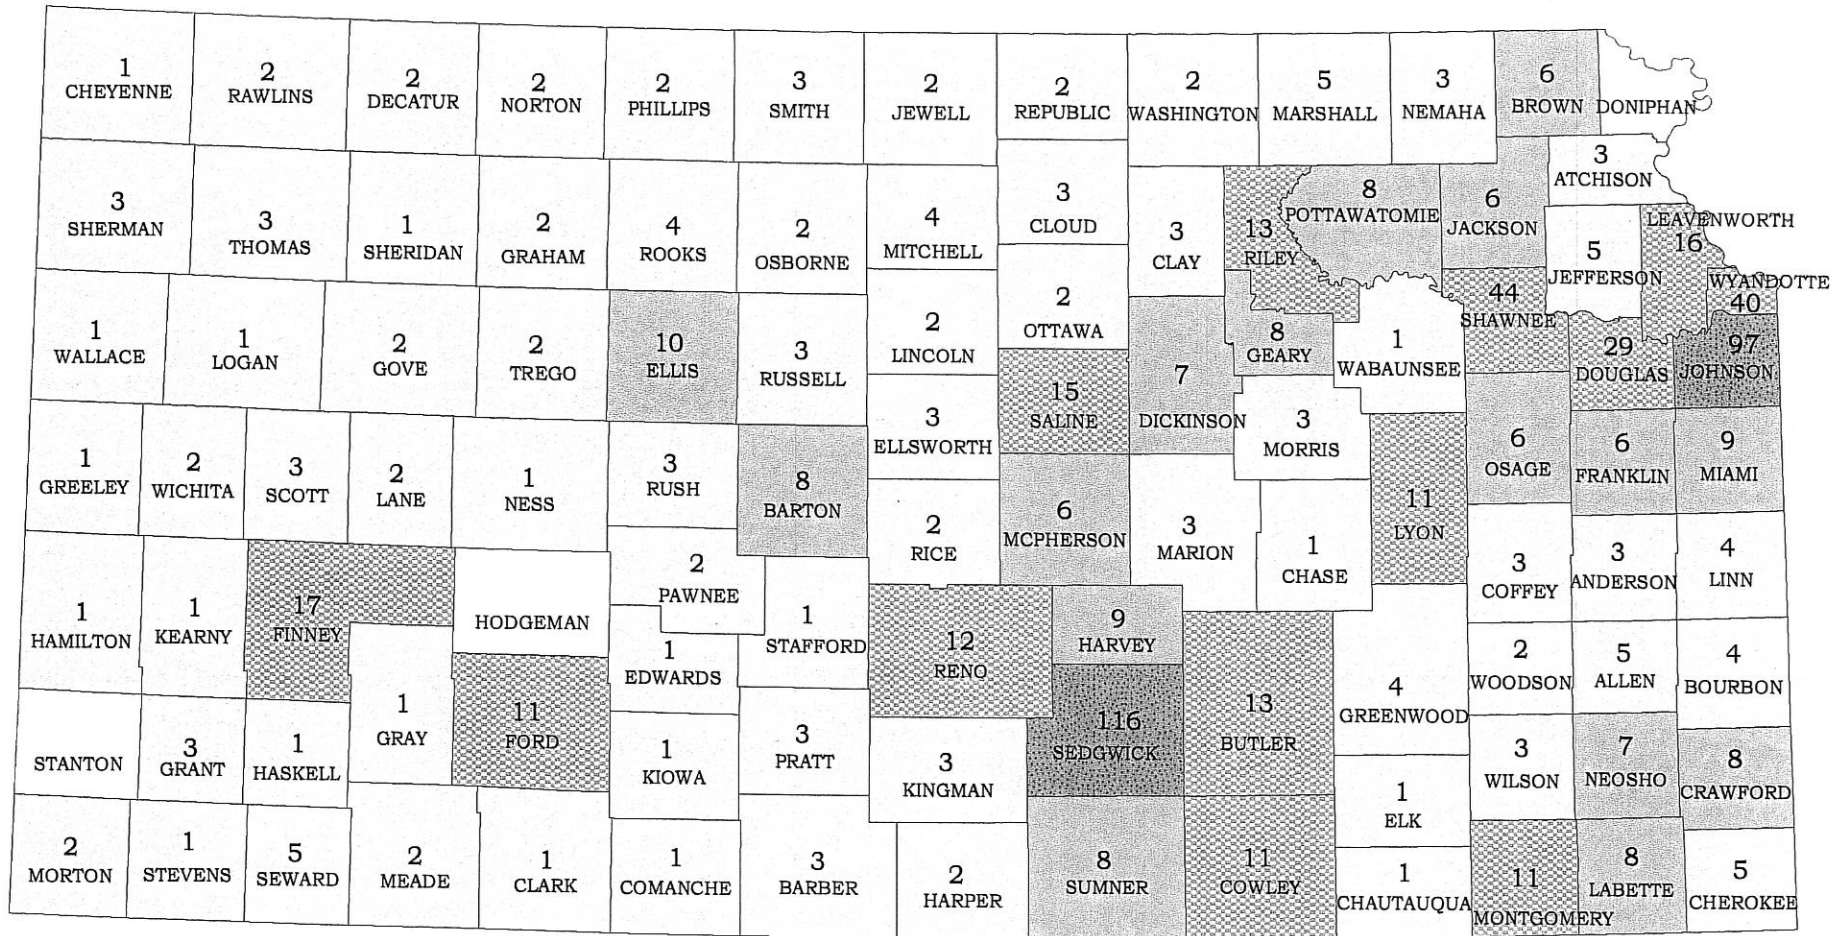 1
CHEYENNE
2
RAWLINS
2
DECATUR
2
NORTON
2
PHILLIPS
3
SMITH
2
JEWELL
2
REPUBLIC
2
WASHINGTON
5
MARSHALL
3
NEMAHA
6
BROWN
DONIPHAN
3
ATCHISON
3
SHERMAN
3
THOMAS
1
SHERIDAN
2
GRAHAM
4
ROOKS
2
OSBORNE
4
MITCHELL
3
CLOUD
3
CLAY
13
RILEY
8
POTTAWATOMIE
6
JACKSON
5
JEFFERSON
LEAVENWORTH
16
WYANDOTTE
40
1
WALLACE
1
LOGAN
2
GOVE
2
TREGO
10
ELLIS
3
RUSSELL
2
LINCOLN
2
OTTAWA
15
SALINE
7
DICKINSON
8
GEARY
1
WABAUNSEE
44
SHAWNEE
29
DOUGLAS
97
JOHNSON
1
GREELEY
2
WICHITA
3
SCOTT
2
LANE
1
NESS
3
RUSH
8
BARTON
3
ELLSWORTH
2
RICE
6
MCPHERSON
3
MARION
3
MORRIS
1
CHASE
11
LYON
6
OSAGE
6
FRANKLIN
9
MIAMI
1
HAMILTON
1
KEARNY
17
FINNEY
HODGEMAN
2
PAWNEE
1
STAFFORD
1
EDWARDS
12
RENO
9
HARVEY
3
COFFEY
3
ANDERSON
4
LINN
STANTON
3
GRANT
1
HASKELL
1
GRAY
11
FORD
1
KIOWA
3
PRATT
3
KINGMAN
116
SEDGWICK
13
BUTLER
4
GREENWOOD
2
WOODSON
5
ALLEN
4
BOURBON
3
WILSON
7
NEOSHO
8
CRAWFORD
2
MORTON
1
STEVENS
5
SEWARD
2
MEADE
1
CLARK
1
COMANCHE
3
BARBER
2
HARPER
8
SUMNER
11
COWLEY
1
ELK
1
CHAUTAUQUA
11
MONTGOMERY
8
LABETTE
5
CHEROKEE